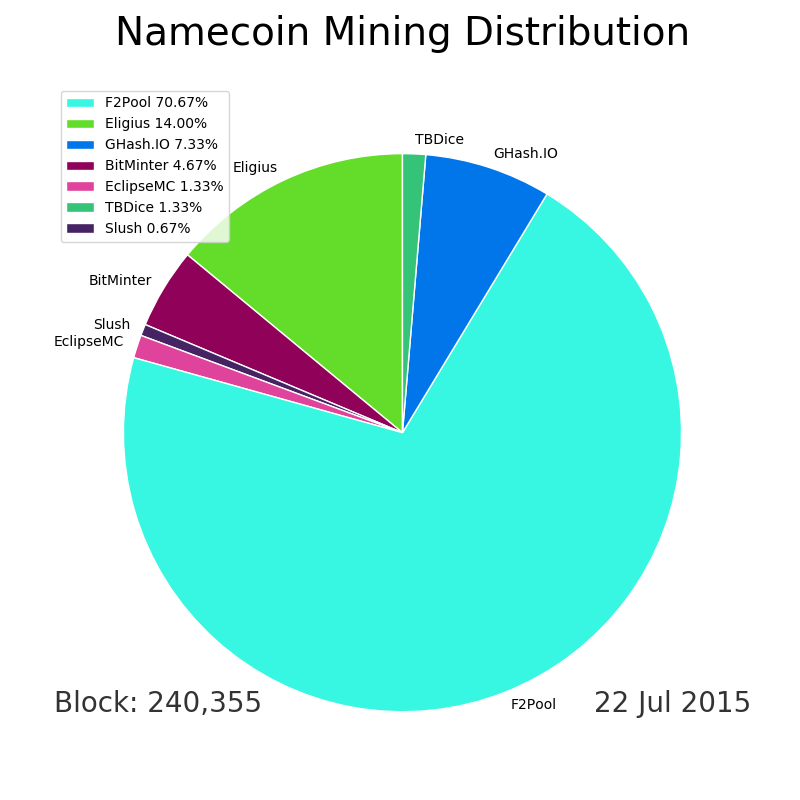 Namecoin Mining Distribution
F2Pool 70.67%
Eligius 14.00%
GHash.IO 7.33%
BitMinter 4.67%
EclipseMC 1.33%
TBDice 1.33%
Slush 0.67%
TBDice
GHash.IO
Eligius
BitMinter
Slush
EclipseMC
F2Pool
Block: 240,355
22 Jul 2015